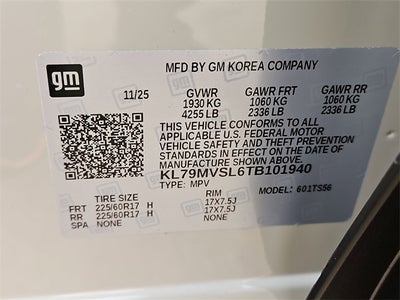 gm
MFD BY GM KOREA COMPANY
11/25 GVWR GAWR FRT GAWR RR
1930 KG 1060 KG 1060 KG
4255 LB 2336 LB 2336 LB
THIS VEHICLE CONFORMS TO ALL
APPLICABLE U.S. FEDERAL MOTOR
VEHICLE SAFETY AND THEFT PREVENTION
STANDARDS IN EFFECT ON THE DATE OF
MANUFACTURE SHOWN ABOVE.
KL79MVSL6TB101940
TYPE: MPV MODEL: 601TS56
TIRE SIZE RIM
FRT 225/60R17 H 17X7.5J
RR 225/60R17 H 17X7.5J
SPA NONE NONE